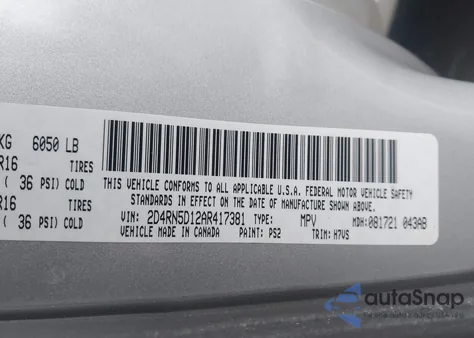 KG 6050 LB
R16 TIRES
( 36 PSI) COLD
R16 TIRES
( 36 PSI) COLD
THIS VEHICLE CONFORMS TO ALL APPLICABLE U.S.A. FEDERAL MOTOR VEHICLE SAFETY
STANDARDS IN EFFECT ON THE DATE OF MANUFACTURE SHOWN ABOVE.
VIN: 2D4RN5D12AR417381 TYPE: MPV MDH: 081721 043AB
VEHICLE MADE IN CANADA PAINT: PS2 TRIM: H7VS
autoSnap